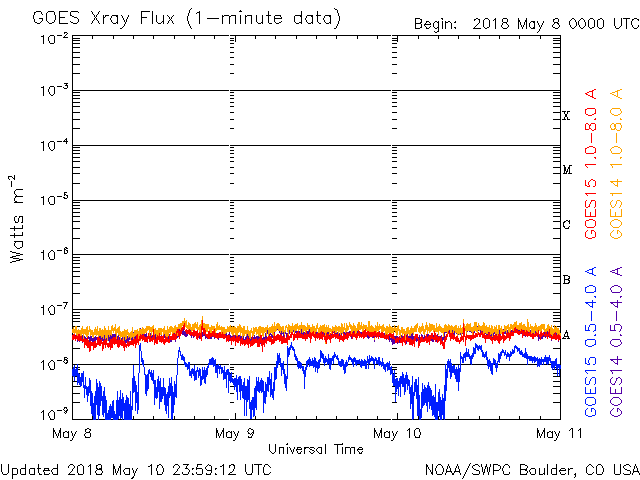 GOES Xray Flux (1-minute data)
Begin: 2018 May 8 0000 UTC
10⁻²
10⁻³
10⁻⁴
10⁻⁵
10⁻⁶
10⁻⁷
10⁻⁸
10⁻⁹
Watts m⁻²
X
M
C
B
A
GOES15 1.0-8.0 A
GOES14 1.0-8.0 A
GOES15 0.5-4.0 A
GOES14 0.5-4.0 A
May 8 May 9 May 10 May 11
Universal Time
Updated 2018 May 10 23:59:12 UTC
NOAA/SWPC Boulder, CO USA